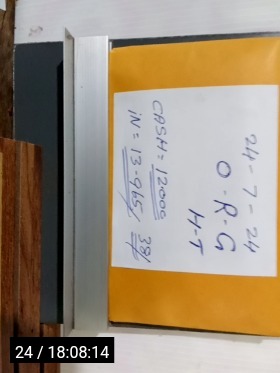 24-7-24
O.R.G
H-T
CASH = 12000
iN = 13-965/ 38/
24 / 18:08:14